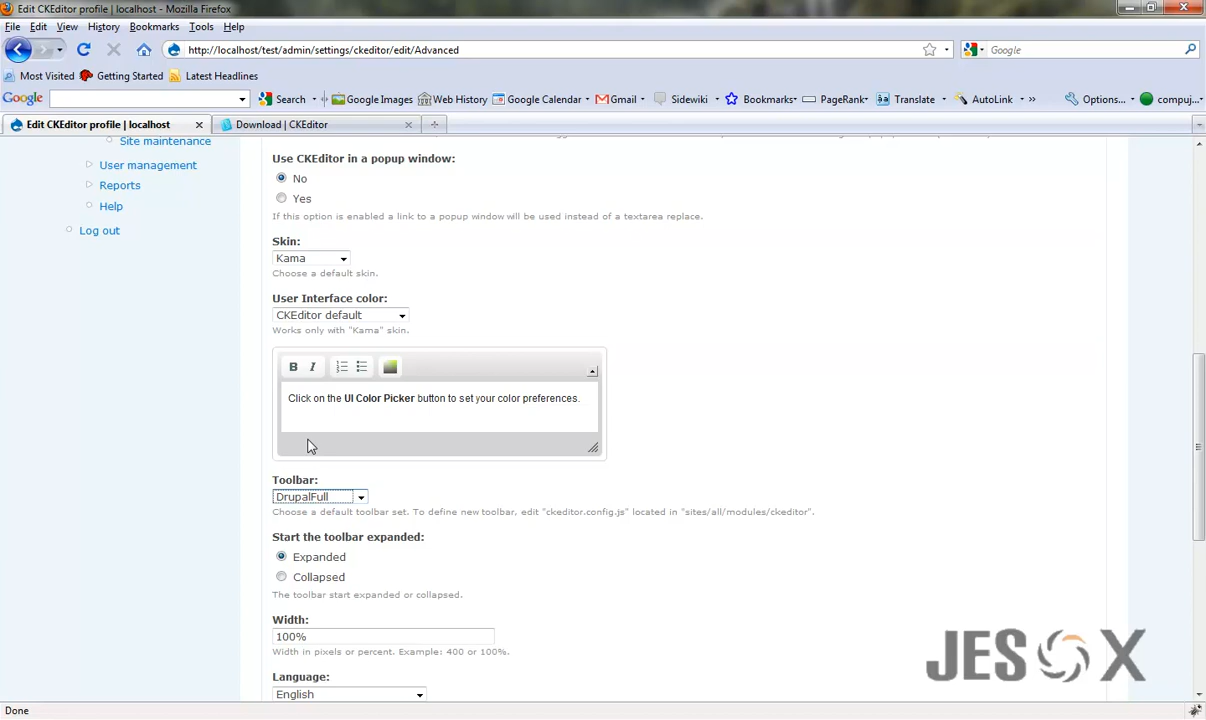 Edit CKEditor profile | localhost - Mozilla Firefox
File Edit View History Bookmarks Tools Help
http://localhost/test/admin/settings/ckeditor/edit/Advanced
Google
Most Visited Getting Started Latest Headlines
Google Search Google Images Web History Google Calendar Gmail Sidewiki Bookmarks PageRank Translate AutoLink » Options... compuj...
Edit CKEditor profile | localhost Download | CKEditor
Site maintenance
User management
Reports
Help
Log out
Use CKEditor in a popup window:
No
Yes
If this option is enabled a link to a popup window will be used instead of a textarea replace.
Skin:
Kama
Choose a default skin.
User Interface color:
CKEditor default
Works only with "Kama" skin.
B I
Click on the UI Color Picker button to set your color preferences.
Toolbar:
DrupalFull
Choose a default toolbar set. To define new toolbar, edit "ckeditor.config.js" located in "sites/all/modules/ckeditor".
Start the toolbar expanded:
Expanded
Collapsed
The toolbar start expanded or collapsed.
Width:
100%
Width in pixels or percent. Example: 400 or 100%.
Language:
English
JESOX
Done